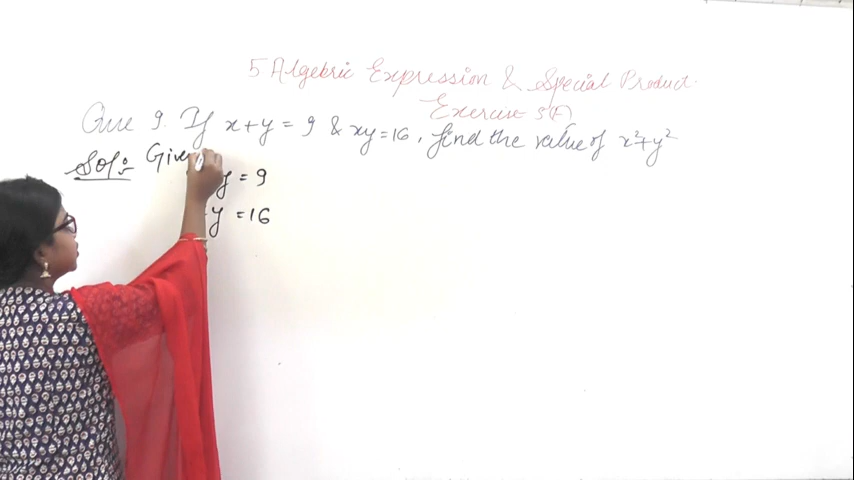 5 Algebric Expression & Special Product.
Exercise 5(F)
Que 9. If x+y = 9 & xy=16, find the value of x²+y²
Sol:- Give
y = 9
y = 16